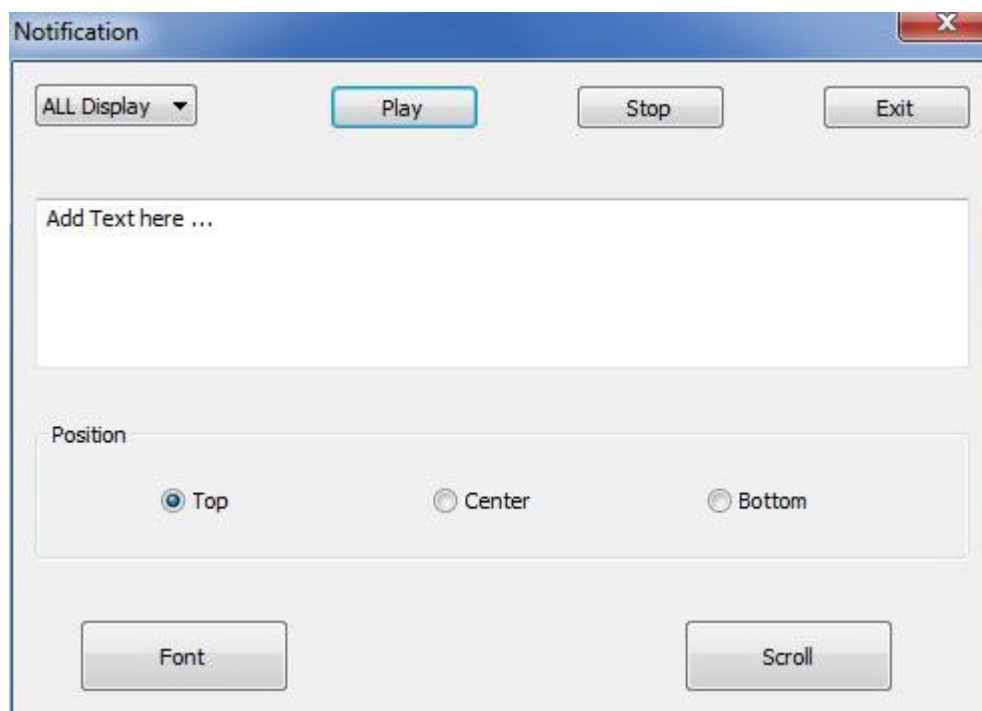 Notification
ALL Display Play Stop Exit
Add Text here ...
Position
Top Center Bottom
Font Scroll